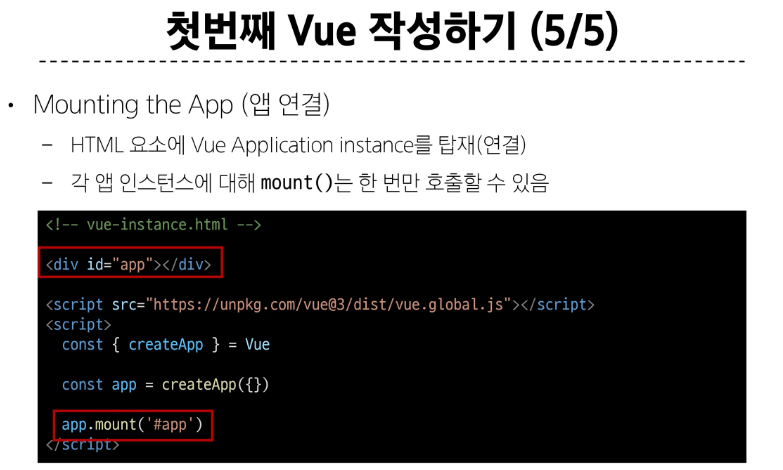 첫번째 Vue 작성하기 (5/5)
• Mounting the App (앱 연결)
– HTML 요소에 Vue Application instance를 탑재(연결)
– 각 앱 인스턴스에 대해 mount()는 한 번만 호출할 수 있음
<!-- vue-instance.html -->
<div id="app"></div>
<script src="https://unpkg.com/vue@3/dist/vue.global.js"></script>
<script>
const { createApp } = Vue
const app = createApp({})
app.mount('#app')
</script>